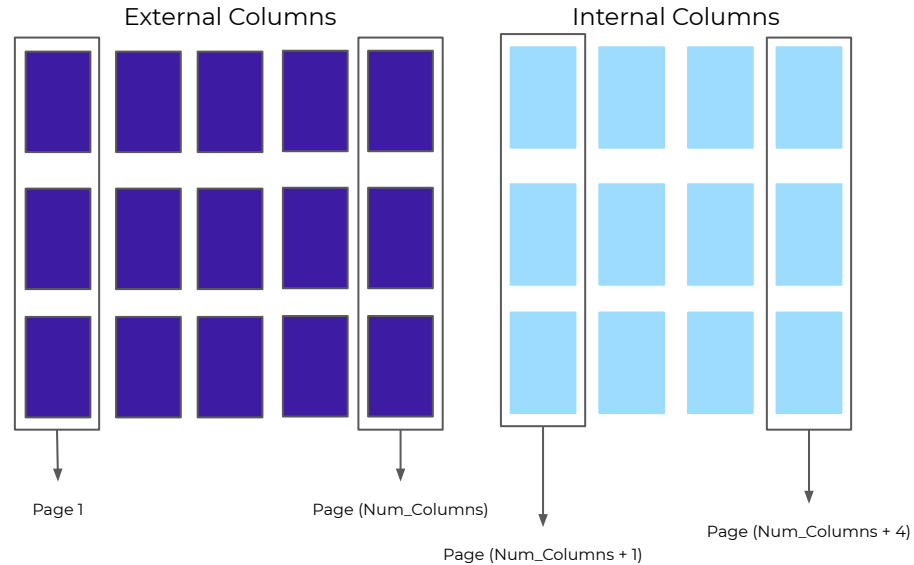 External Columns
Internal Columns
Page 1
Page (Num_Columns)
Page (Num_Columns + 1)
Page (Num_Columns + 4)